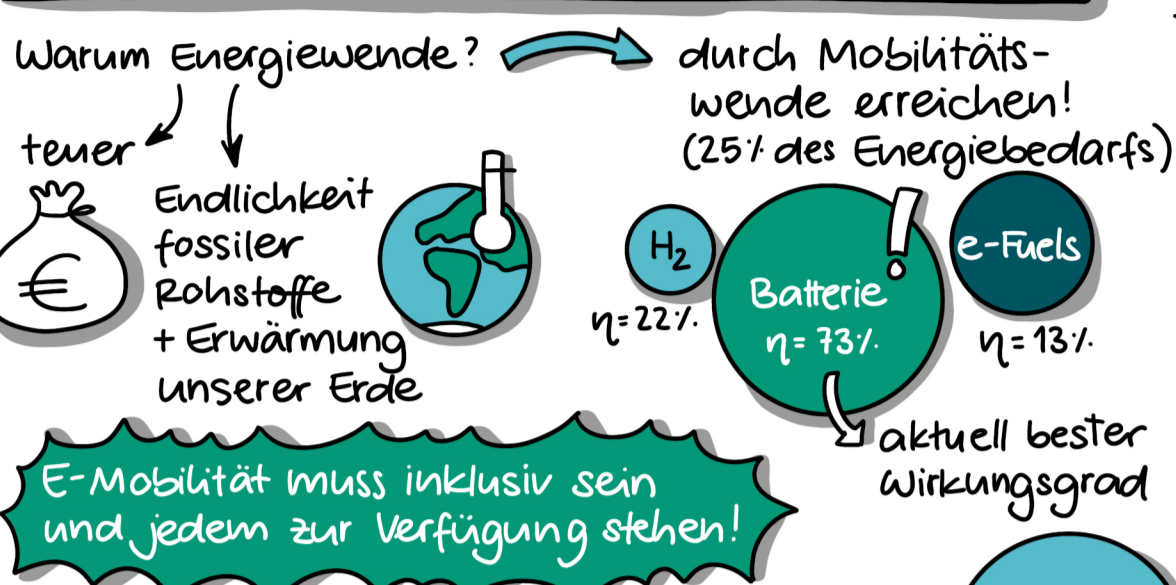 Warum Energiewende?
durch Mobilitäts-
wende erreichen!
(25% des Energiebedarfs)
teuer
€
Endlichkeit
fossiler
Rohstoffe
+ Erwärmung
unserer Erde
H₂
η=22%.
Batterie
η=73%.
!
e-Fuels
η=13%.
aktuell bester
Wirkungsgrad
E-Mobilität muss inklusiv sein
und jedem zur Verfügung stehen!